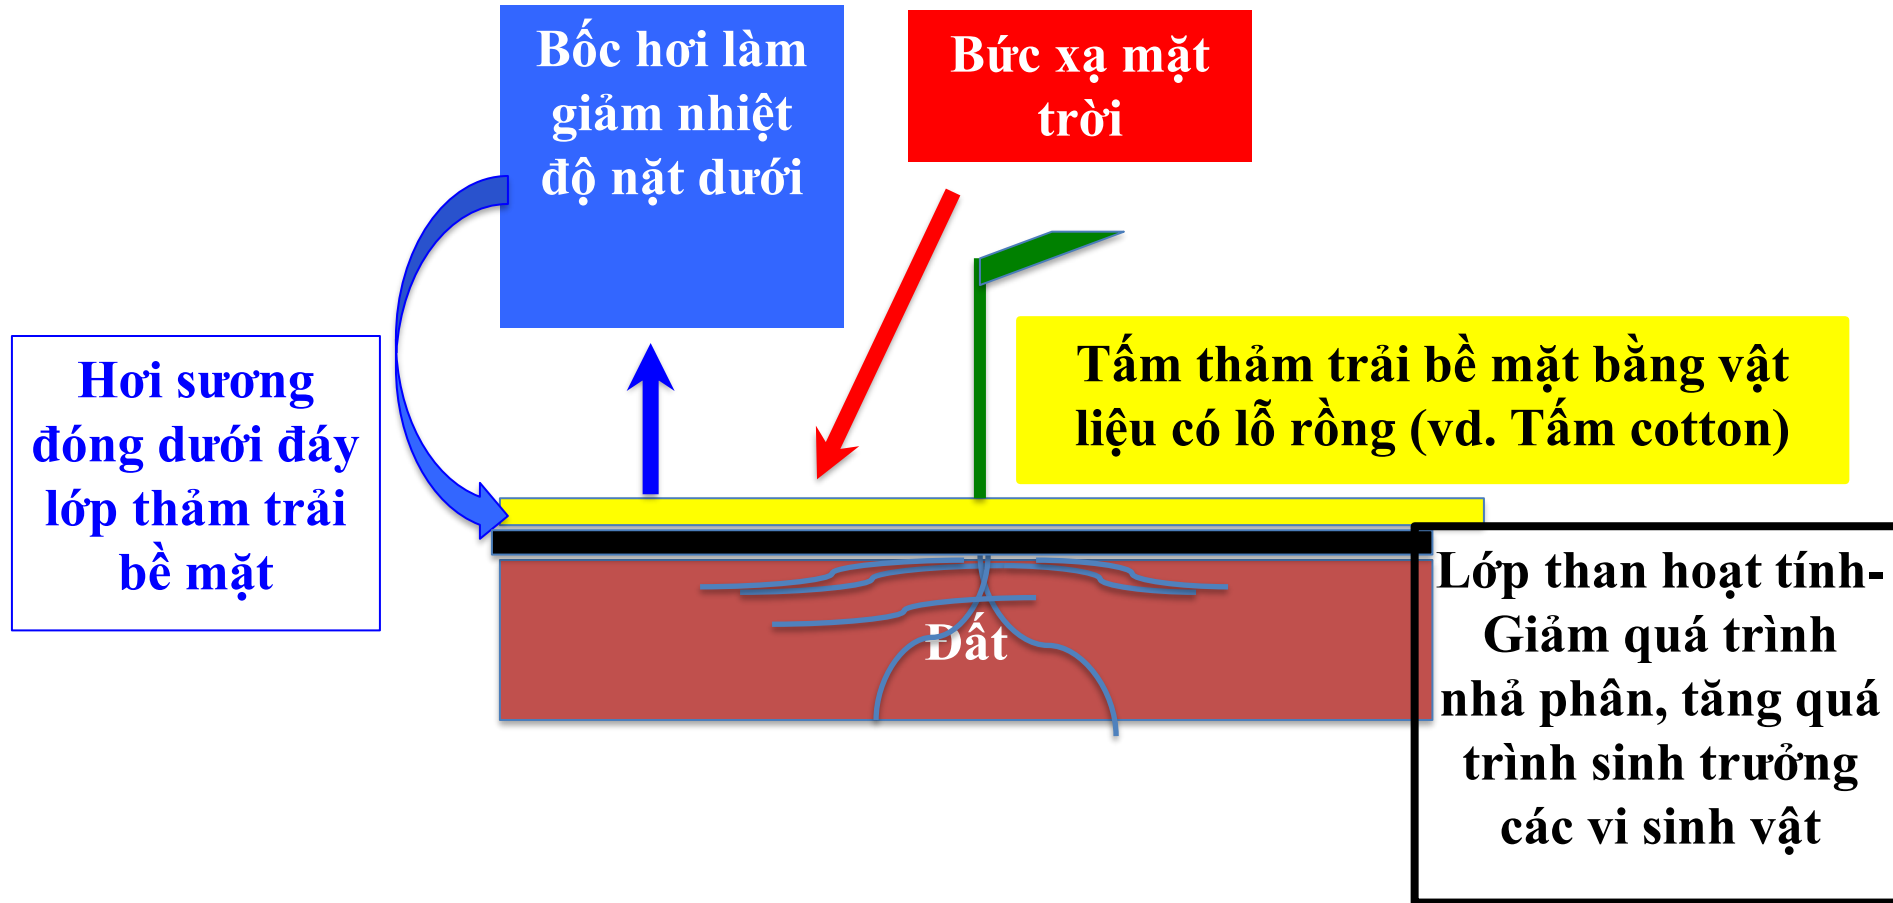 Bốc hơi làm
giảm nhiệt
độ nặt dưới
Bức xạ mặt
trời
Hơi sương
đóng dưới đáy
lớp thảm trải
bề mặt
Tấm thảm trải bề mặt bằng vật
liệu có lỗ rồng (vd. Tấm cotton)
Đất
Lớp than hoạt tính-
Giảm quá trình
nhả phân, tăng quá
trình sinh trưởng
các vi sinh vật